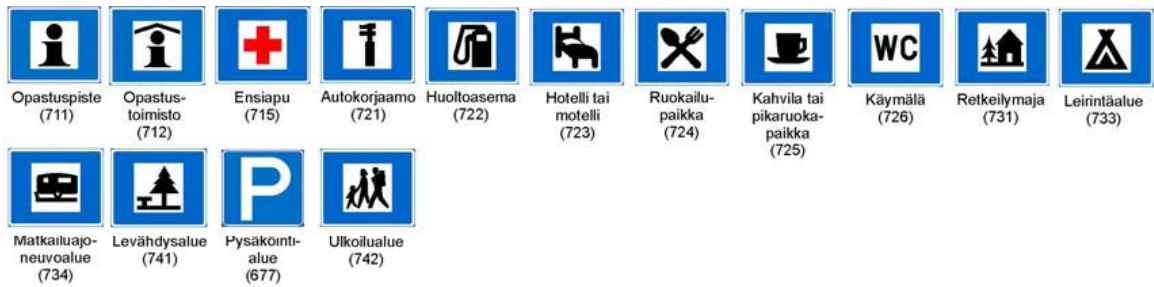 Opastuspiste
(711)
Opastus-
toimisto
(712)
Ensiapu
(715)
Autokorjaamo
(721)
Huoltoasema
(722)
Hotelli tai
motelli
(723)
Ruokailu-
paikka
(724)
Kahvila tai
pikaruoka-
paikka
(725)
WC
Käymälä
(726)
Retkeilymaja
(731)
Leirintäalue
(733)
Matkailuajo-
neuvoalue
(734)
Levähdysalue
(741)
P
Pysäköinti-
alue
(677)
Ulkoilualue
(742)